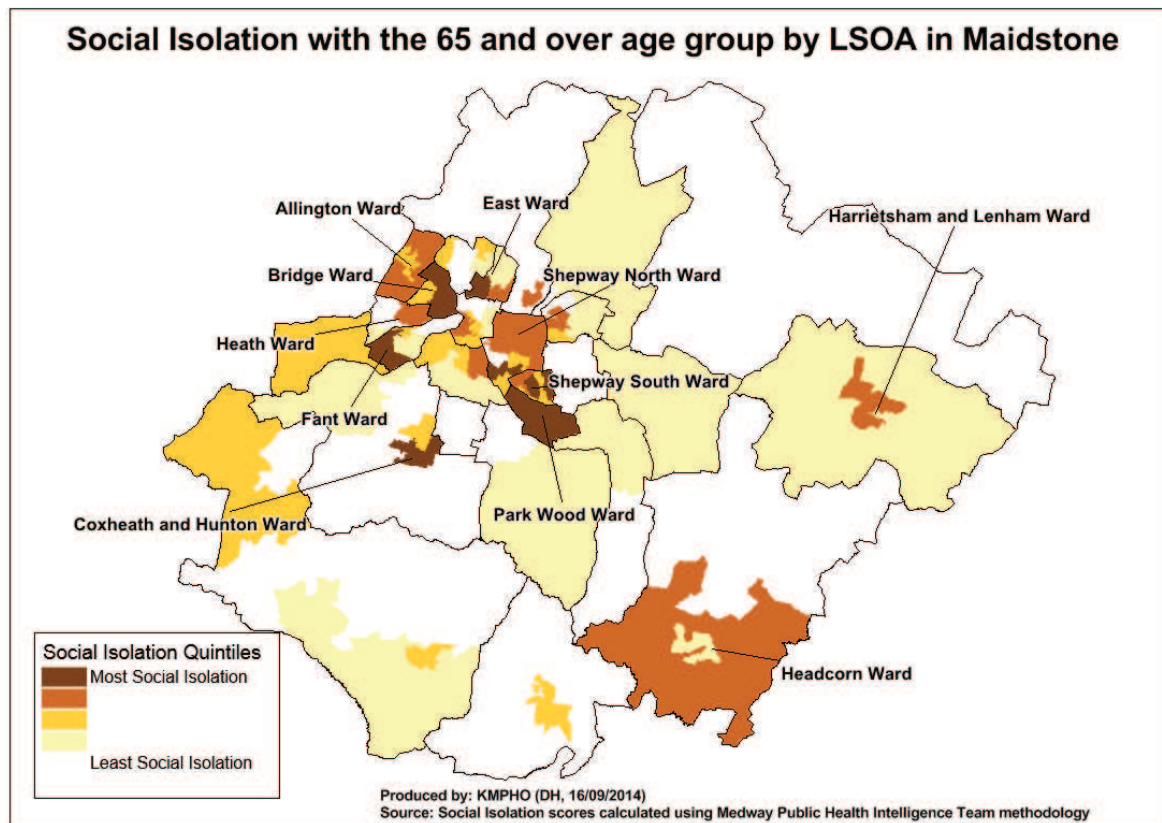 Social Isolation with the 65 and over age group by LSOA in Maidstone
Allington Ward
East Ward
Harrietsham and Lenham Ward
Bridge Ward
Shepway North Ward
Heath Ward
Shepway South Ward
Fant Ward
Coxheath and Hunton Ward
Park Wood Ward
Headcorn Ward
Social Isolation Quintiles
Most Social Isolation
Least Social Isolation
Produced by: KMPHO (DH, 16/09/2014)
Source: Social Isolation scores calculated using Medway Public Health Intelligence Team methodology